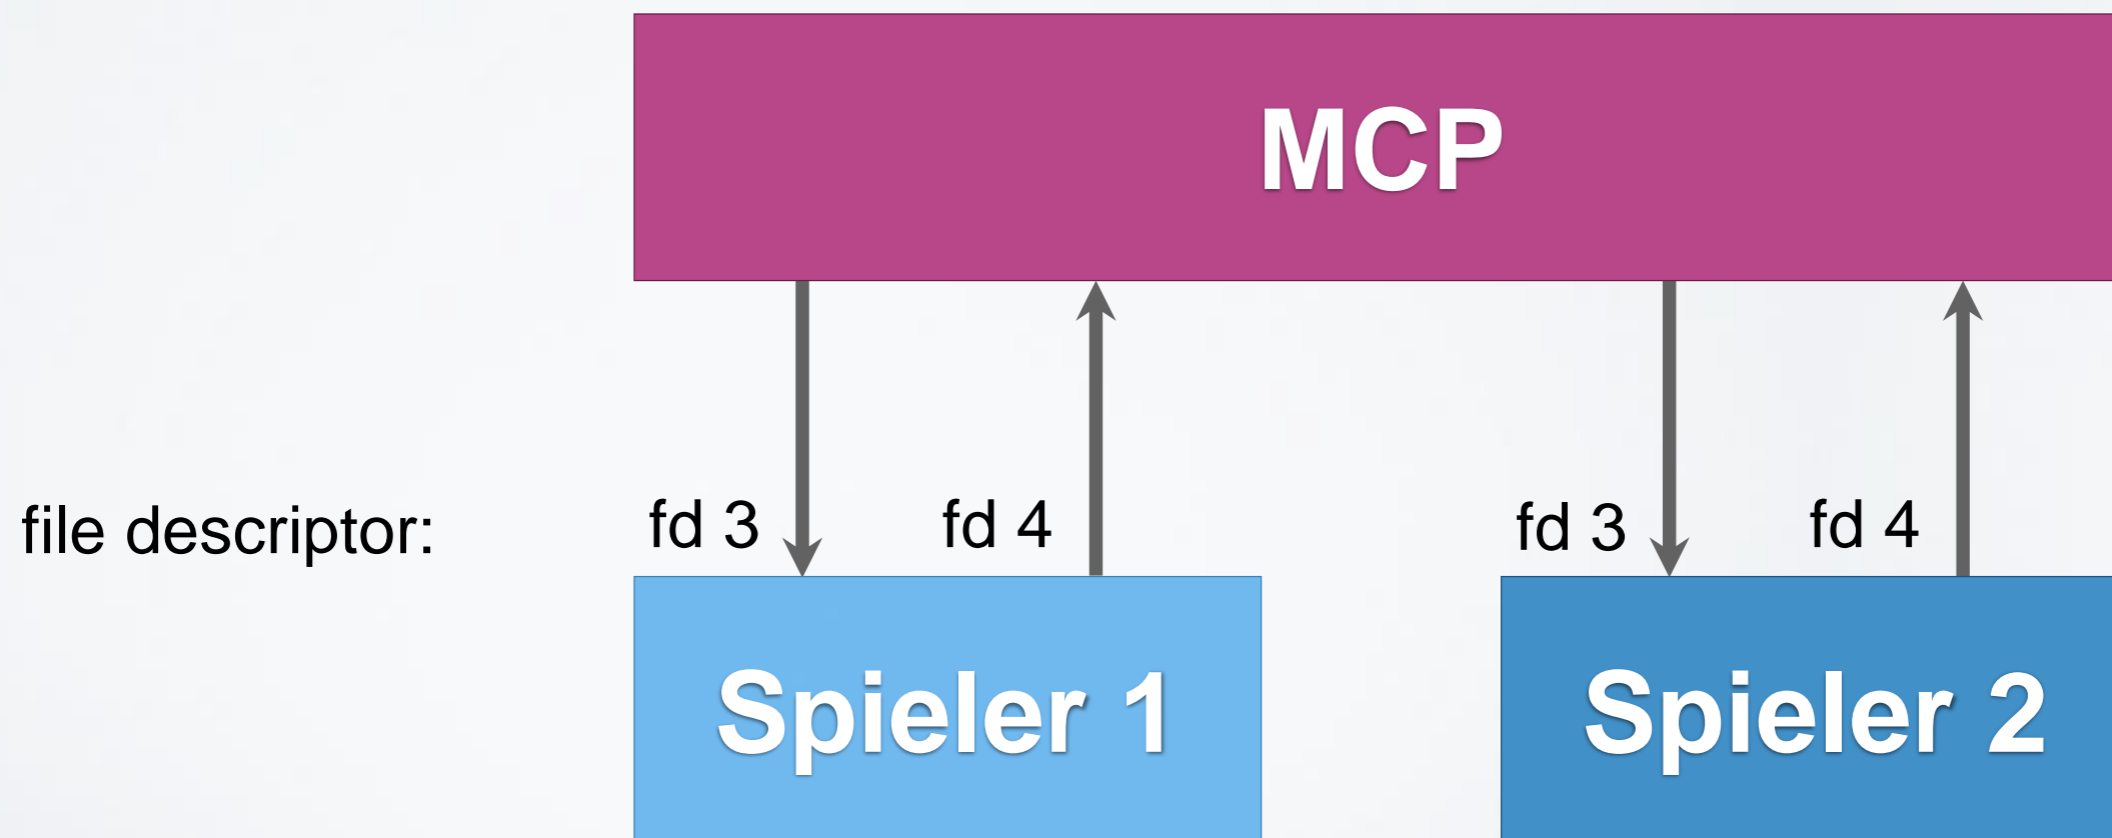 MCP
file descriptor: fd 3 fd 4 fd 3 fd 4
Spieler 1 Spieler 2